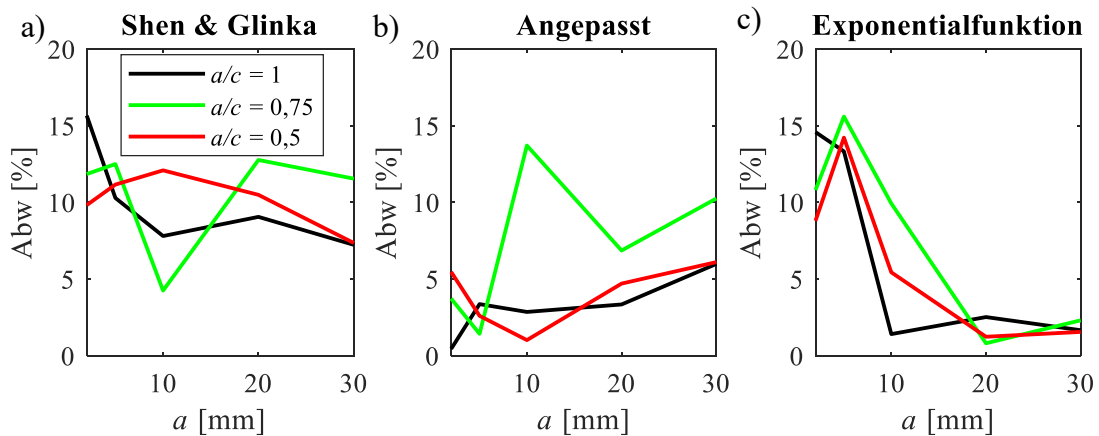 a)
Shen & Glinka
Abw [%]
20
15
10
5
0
a/c = 1
a/c = 0,75
a/c = 0,5
10
20
30
a [mm]
b)
Angepasst
Abw [%]
20
15
10
5
0
10
20
30
a [mm]
c)
Exponentialfunktion
Abw [%]
20
15
10
5
0
10
20
30
a [mm]